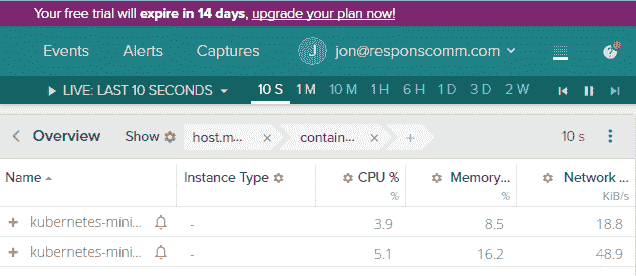 Your free trial will expire in 14 days, upgrade your plan now!
Events Alerts Captures J jon@responscomm.com
LIVE: LAST 10 SECONDS 10 S 1 M 10 M 1 H 6 H 1 D 3 D 2 W
Overview Show host.m... × contain... × + 10 s
Name Instance Type CPU % Memory... Network ...
% % KiB/s
+ kubernetes-mini... - 3.9 8.5 18.8
+ kubernetes-mini... - 5.1 16.2 48.9